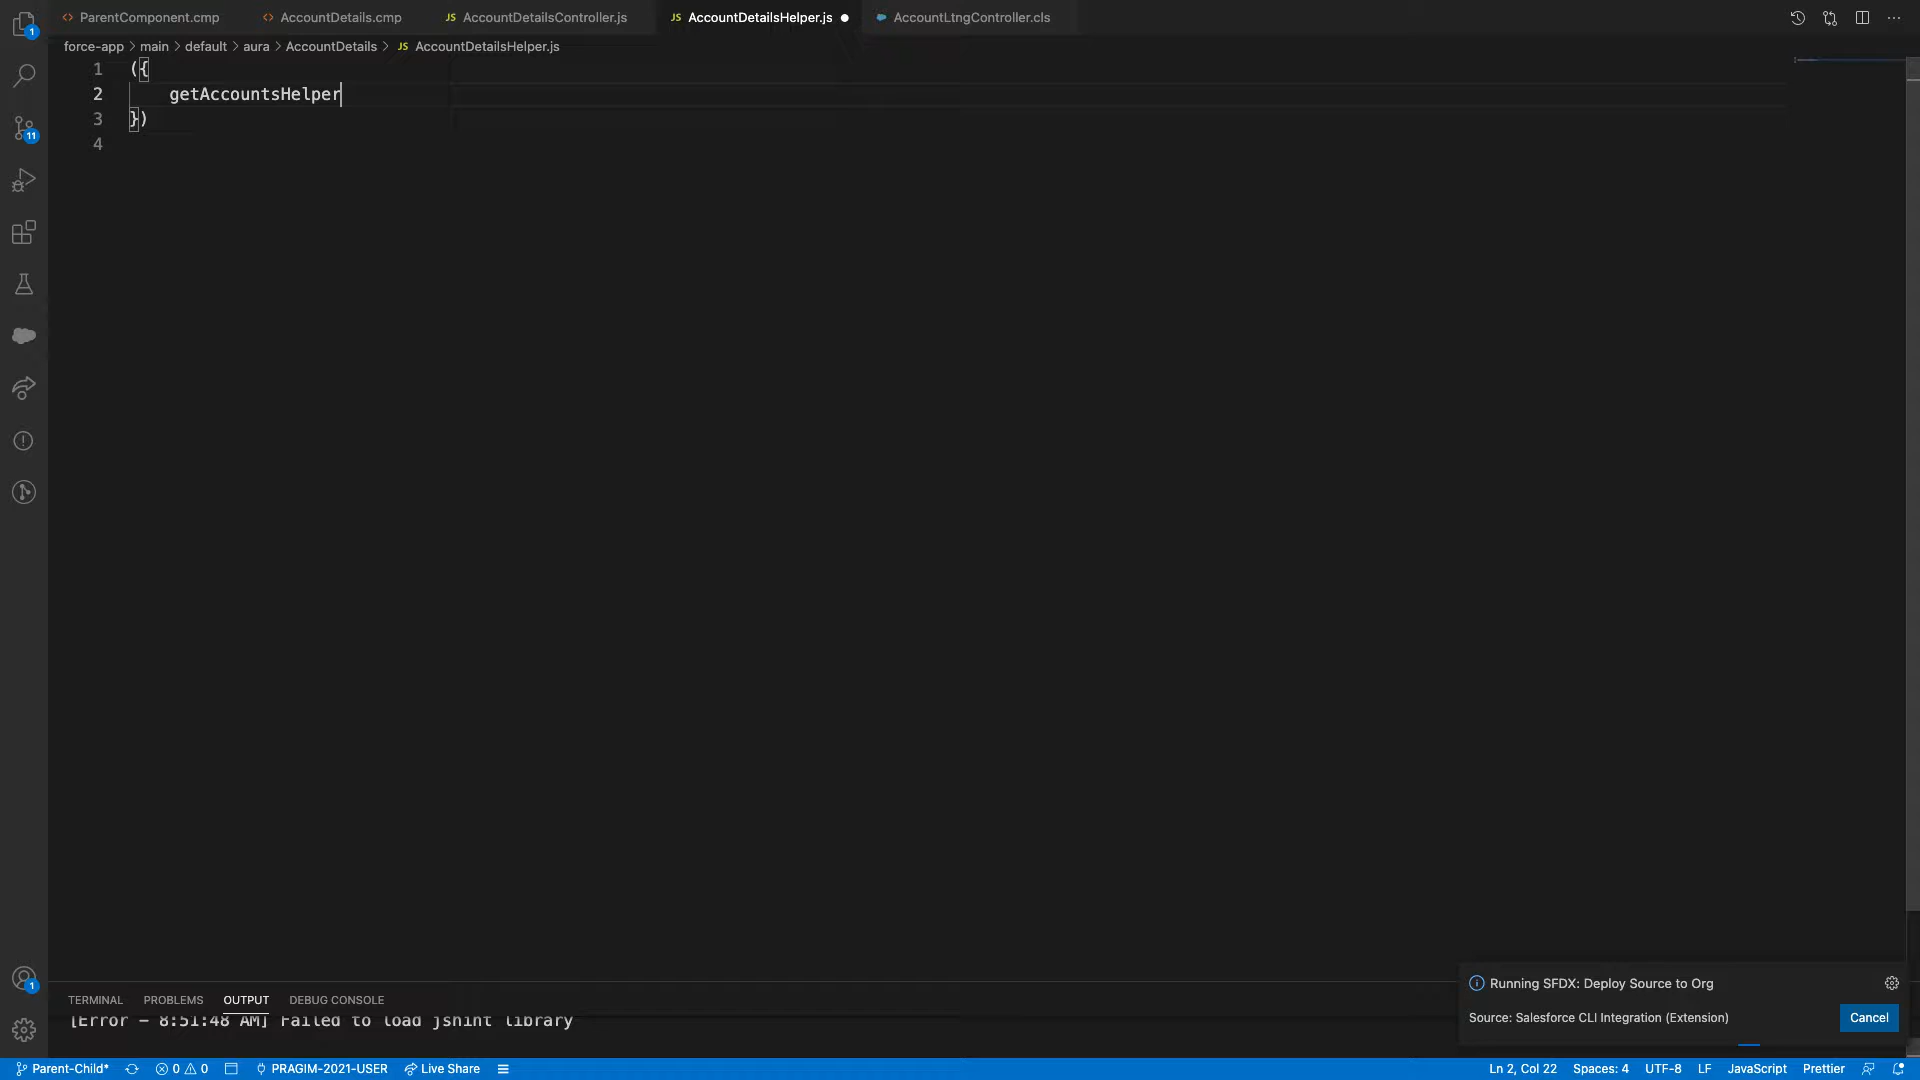 ParentComponent.cmp
AccountDetails.cmp
JS AccountDetailsController.js
JS AccountDetailsHelper.js
AccountLtngController.cls
force-app > main > default > aura > AccountDetails > JS AccountDetailsHelper.js
1 ({
2 getAccountsHelper
3 })
4
1
11
1
TERMINAL PROBLEMS OUTPUT DEBUG CONSOLE
[Error - 8:51:48 AM] Failed to load jshint library
Running SFDX: Deploy Source to Org
Source: Salesforce CLI Integration (Extension)
Cancel
Parent-Child* 0 0 PRAGIM-2021-USER Live Share Ln 2, Col 22 Spaces: 4 UTF-8 LF JavaScript Prettier